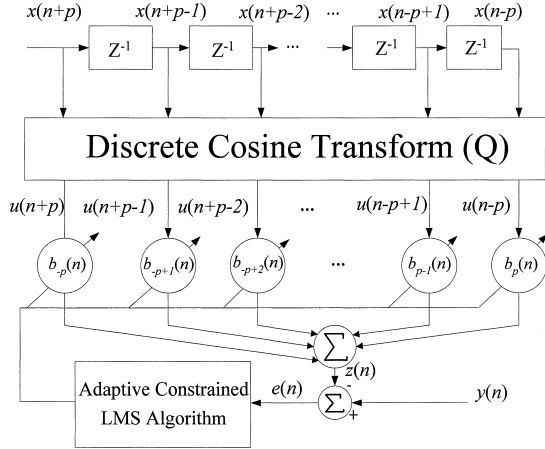 x(n+p) x(n+p-1) x(n+p-2) ... x(n-p+1) x(n-p)
Z-1 Z-1 ... Z-1 Z-1
Discrete Cosine Transform (Q)
u(n+p) u(n+p-1) u(n+p-2) ... u(n-p+1) u(n-p)
b-p(n) b-p+1(n) b-p+2(n) ... bp-1(n) bp(n)
Σ
z(n)
Adaptive Constrained
LMS Algorithm
e(n) Σ - + y(n)